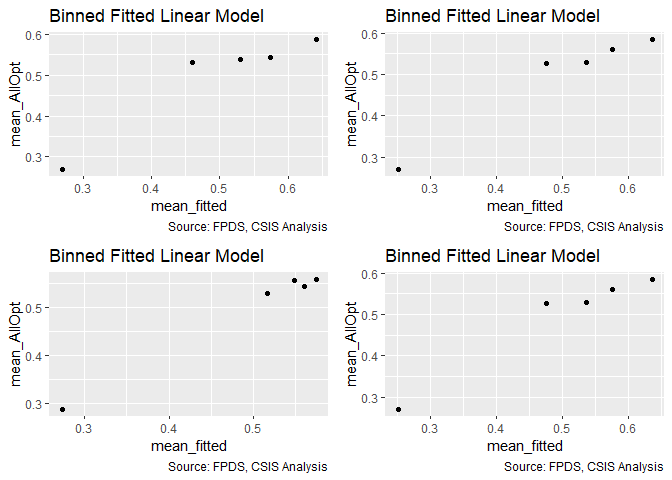 Binned Fitted Linear Model
0.6
0.5
0.4
0.3
mean_AllOpt
0.3 0.4 0.5 0.6
mean_fitted
Source: FPDS, CSIS Analysis
Binned Fitted Linear Model
0.6
0.5
0.4
0.3
mean_AllOpt
0.3 0.4 0.5 0.6
mean_fitted
Source: FPDS, CSIS Analysis
Binned Fitted Linear Model
0.5
0.4
0.3
mean_AllOpt
0.3 0.4 0.5
mean_fitted
Source: FPDS, CSIS Analysis
Binned Fitted Linear Model
0.6
0.5
0.4
0.3
mean_AllOpt
0.3 0.4 0.5 0.6
mean_fitted
Source: FPDS, CSIS Analysis